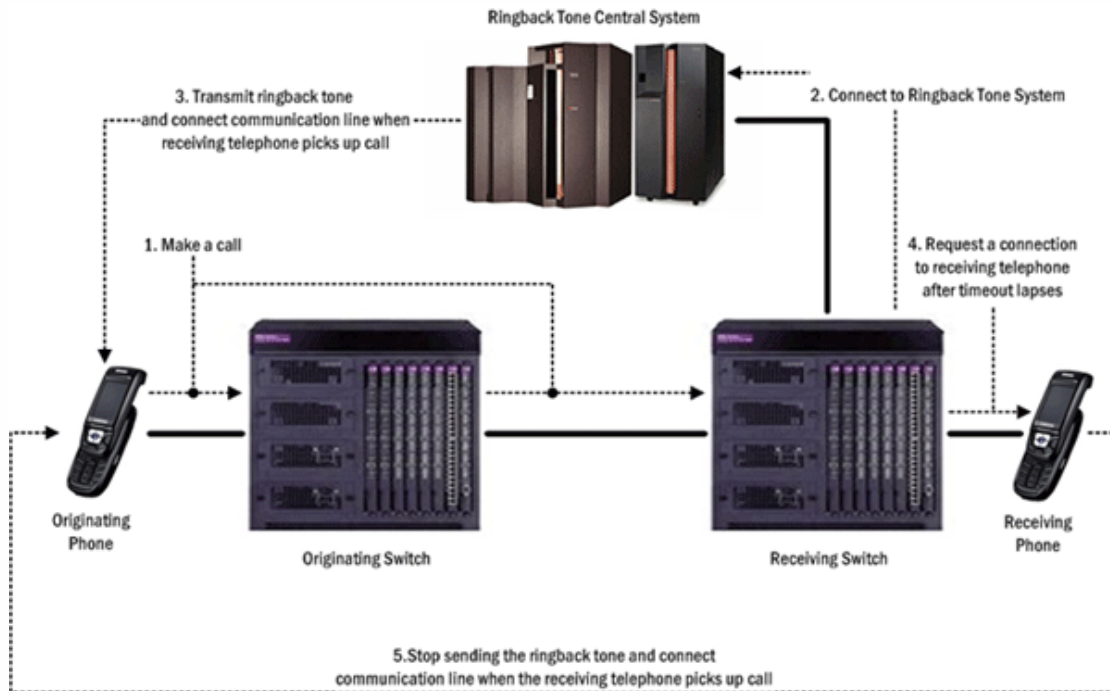 Ringback Tone Central System
3. Transmit ringback tone
and connect communication line when
receiving telephone picks up call
2. Connect to Ringback Tone System
1. Make a call
4. Request a connection
to receiving telephone
after timeout lapses
Originating
Phone
Originating Switch
Receiving Switch
Receiving
Phone
5.Stop sending the ringback tone and connect
communication line when the receiving telephone picks up call